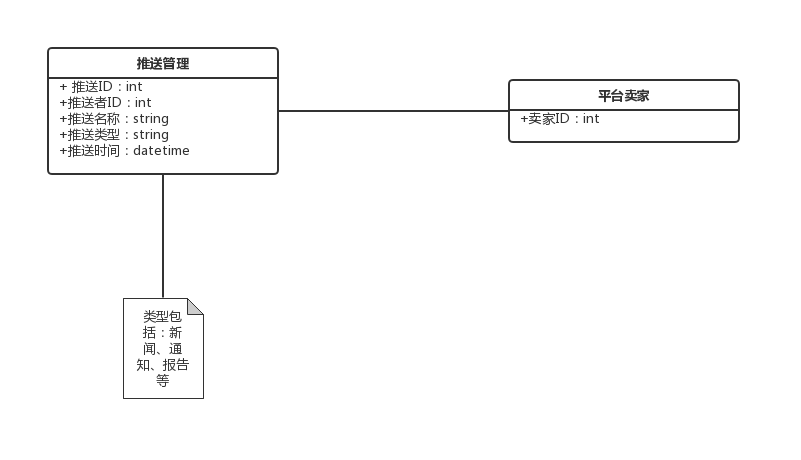 推送管理
+ 推送ID：int
+推送者ID：int
+推送名称：string
+推送类型：string
+推送时间：datetime
平台卖家
+卖家ID：int
类型包
括：新
闻、通
知、报告
等